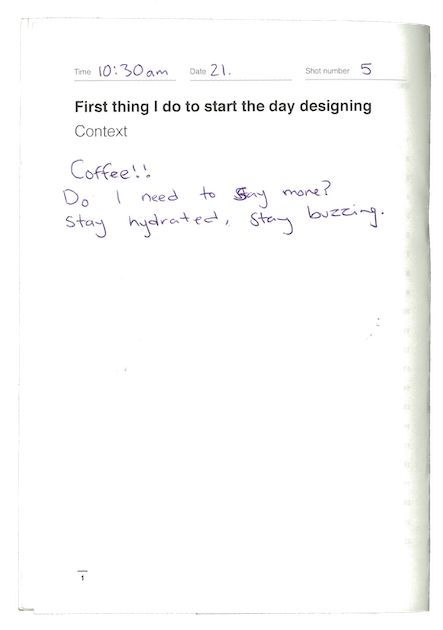 Time 10:30am Date 21. Shot number 5
First thing I do to start the day designing
Context
Coffee!!
Do I need to say more?
Stay hydrated, stay buzzing.
1